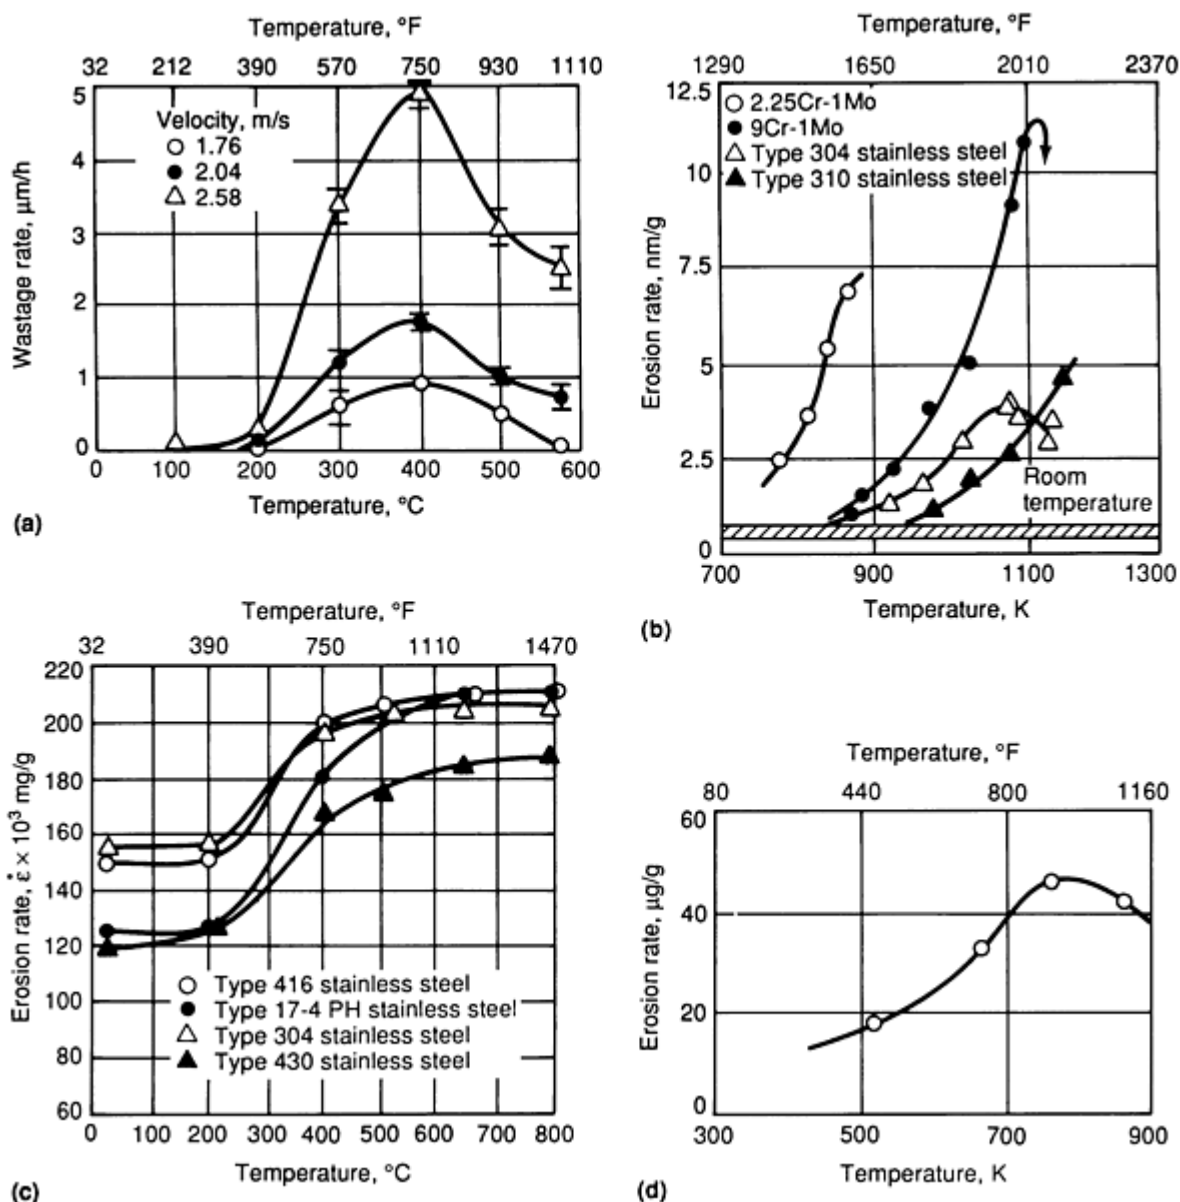 Temperature, °F
32 212 390 570 750 930 1110
5
Velocity, m/s
1.76
2.04
2.58
4
3
2
1
0
Wastage rate, µm/h
0 100 200 300 400 500 600
Temperature, °C
(a)
Temperature, °F
1290 1650 2010 2370
12.5
2.25Cr-1Mo
9Cr-1Mo
Type 304 stainless steel
Type 310 stainless steel
10
7.5
5
2.5
0
Erosion rate, nm/g
Room
temperature
700 900 1100 1300
Temperature, K
(b)
Temperature, °F
32 390 750 1110 1470
220
200
180
160
140
120
100
80
60
Erosion rate, ε̇ × 10³ mg/g
Type 416 stainless steel
Type 17-4 PH stainless steel
Type 304 stainless steel
Type 430 stainless steel
0 100 200 300 400 500 600 700 800
Temperature, °C
(c)
Temperature, °F
80 440 800 1160
60
40
20
0
Erosion rate, µg/g
300 500 700 900
Temperature, K
(d)